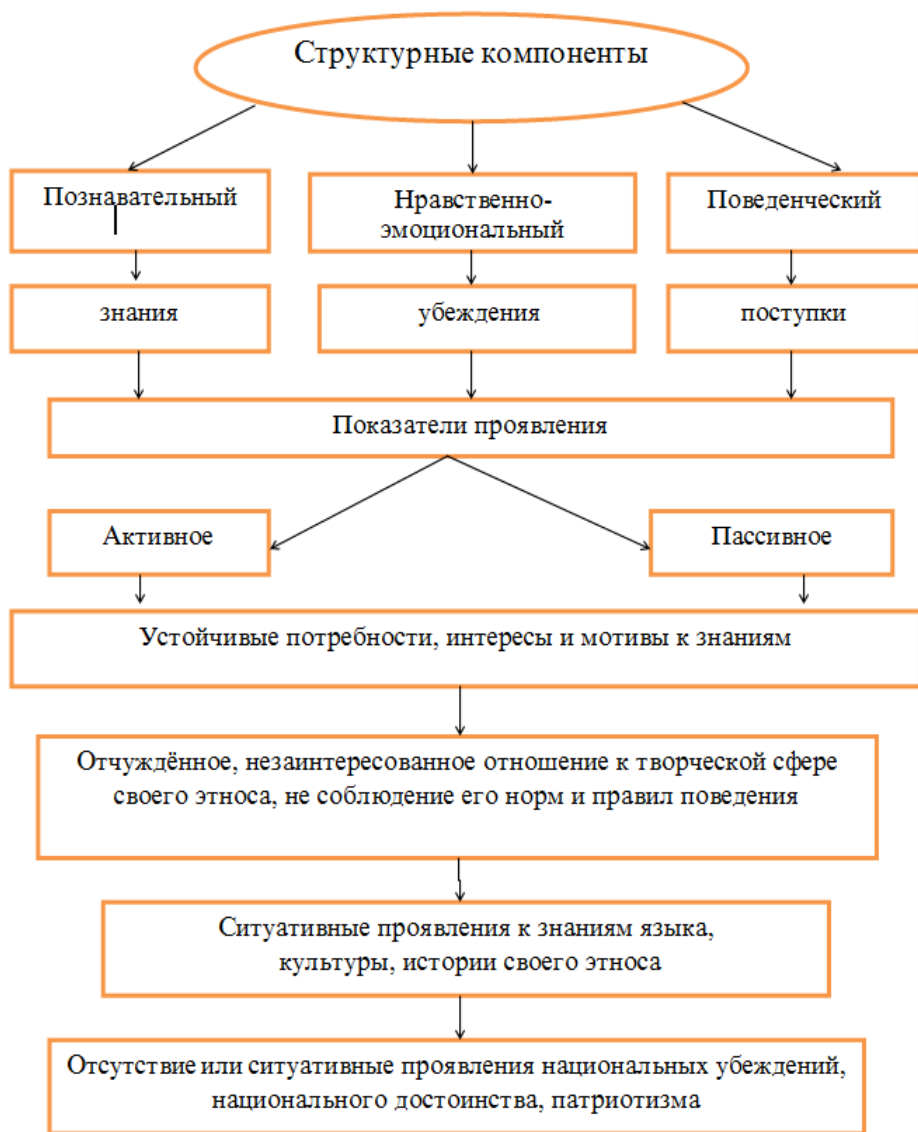 Структурные компоненты
Познавательный
Нравственно-
эмоциональный
Поведенческий
знания
убеждения
поступки
Показатели проявления
Активное
Пассивное
Устойчивые потребности, интересы и мотивы к знаниям
Отчуждённое, незаинтересованное отношение к творческой сфере
своего этноса, не соблюдение его норм и правил поведения
Ситуативные проявления к знаниям языка,
культуры, истории своего этноса
Отсутствие или ситуативные проявления национальных убеждений,
национального достоинства, патриотизма